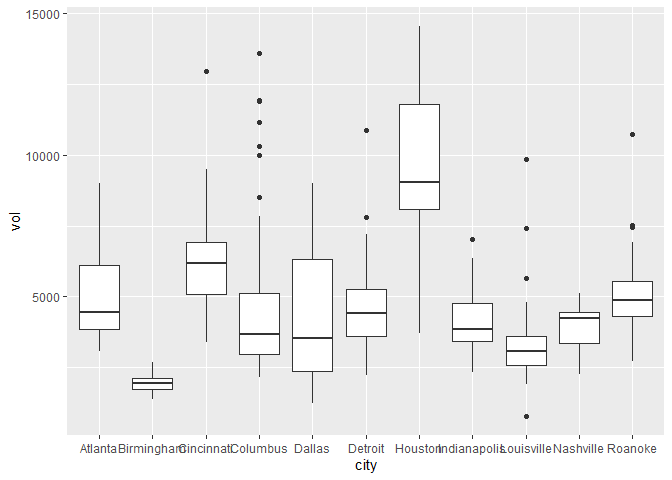 15000
10000
5000
vol
Atlanta Birmingham Cincinnati Columbus Dallas Detroit Houston Indianapolis Louisville Nashville Roanoke
city